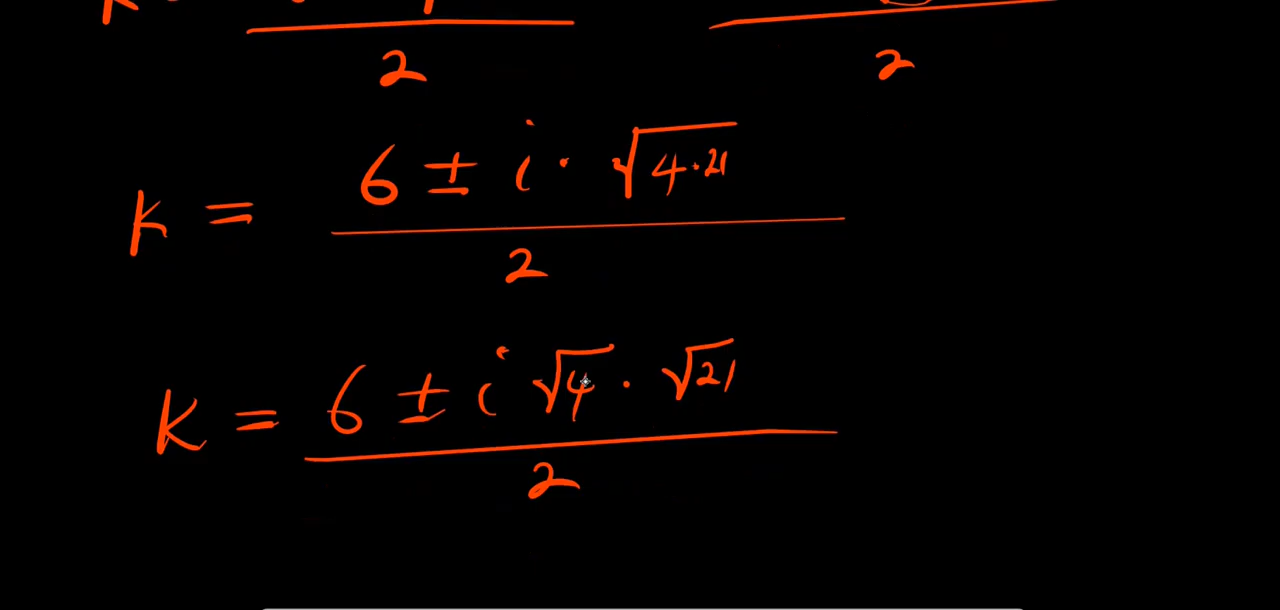 2 2
k = 6 ± i · √4·21
2
k = 6 ± i √4 · √21
2